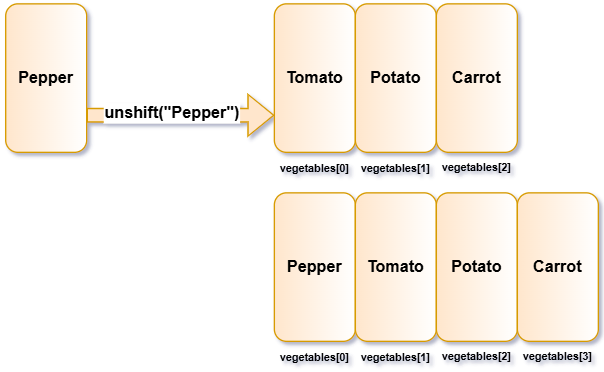 Pepper
unshift("Pepper")
Tomato Potato Carrot
vegetables[0] vegetables[1] vegetables[2]
Pepper Tomato Potato Carrot
vegetables[0] vegetables[1] vegetables[2] vegetables[3]